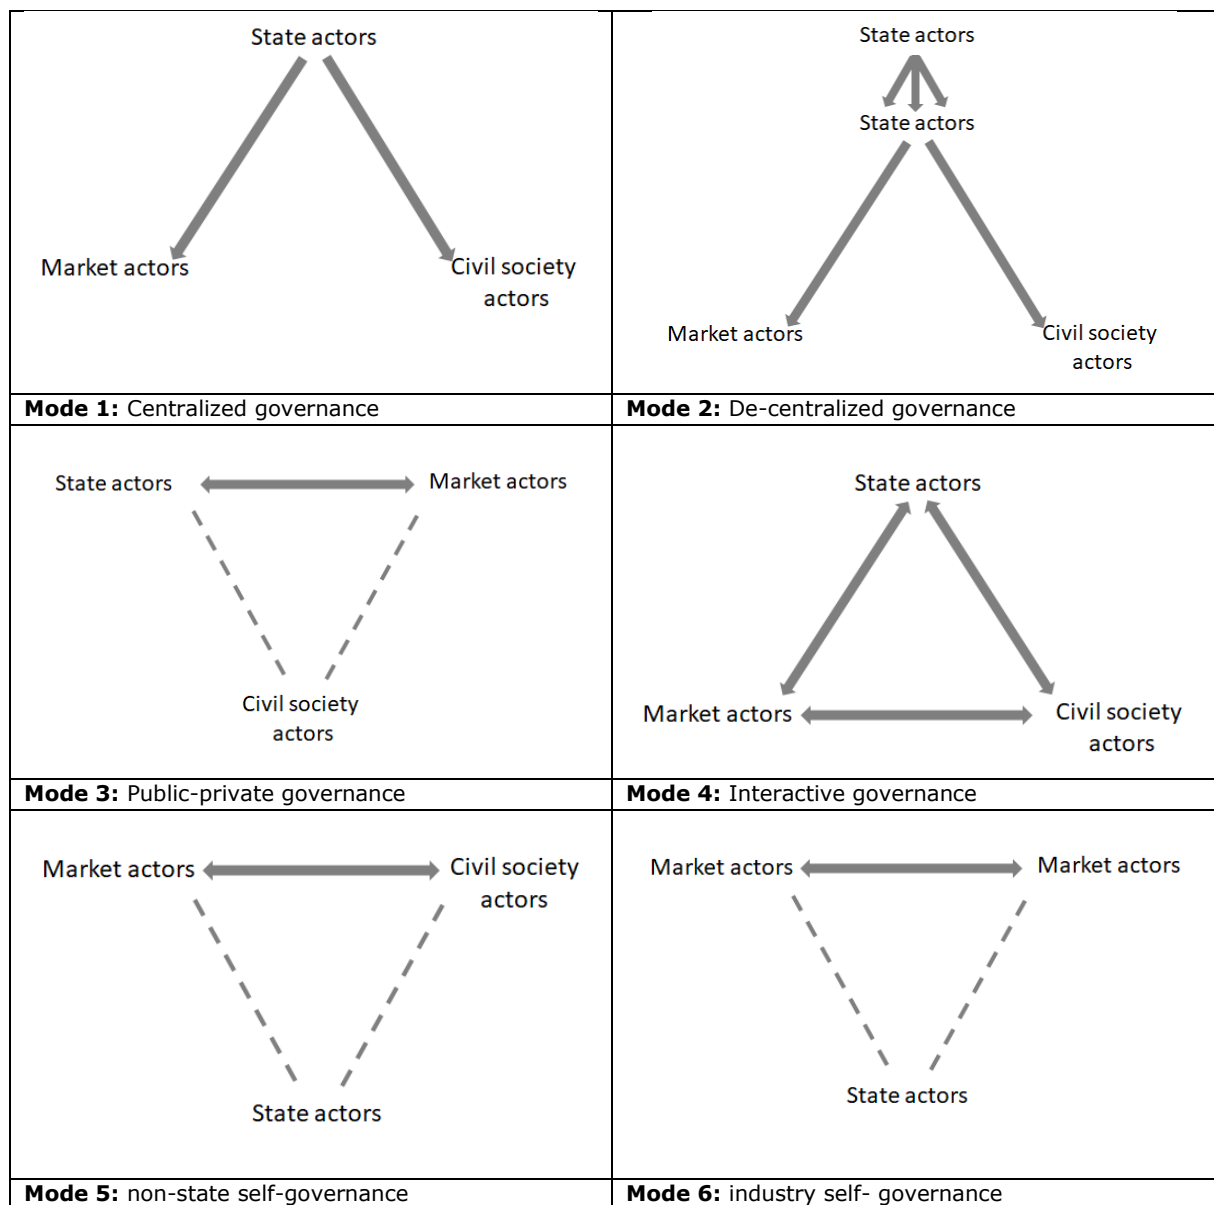 State actors
Market actors
Civil society
actors
Mode 1: Centralized governance
State actors
State actors
Market actors
Civil society
actors
Mode 2: De-centralized governance
State actors
Market actors
Civil society
actors
Mode 3: Public-private governance
State actors
Market actors
Civil society
actors
Mode 4: Interactive governance
Market actors
Civil society
actors
State actors
Mode 5: non-state self-governance
Market actors
Market actors
State actors
Mode 6: industry self- governance